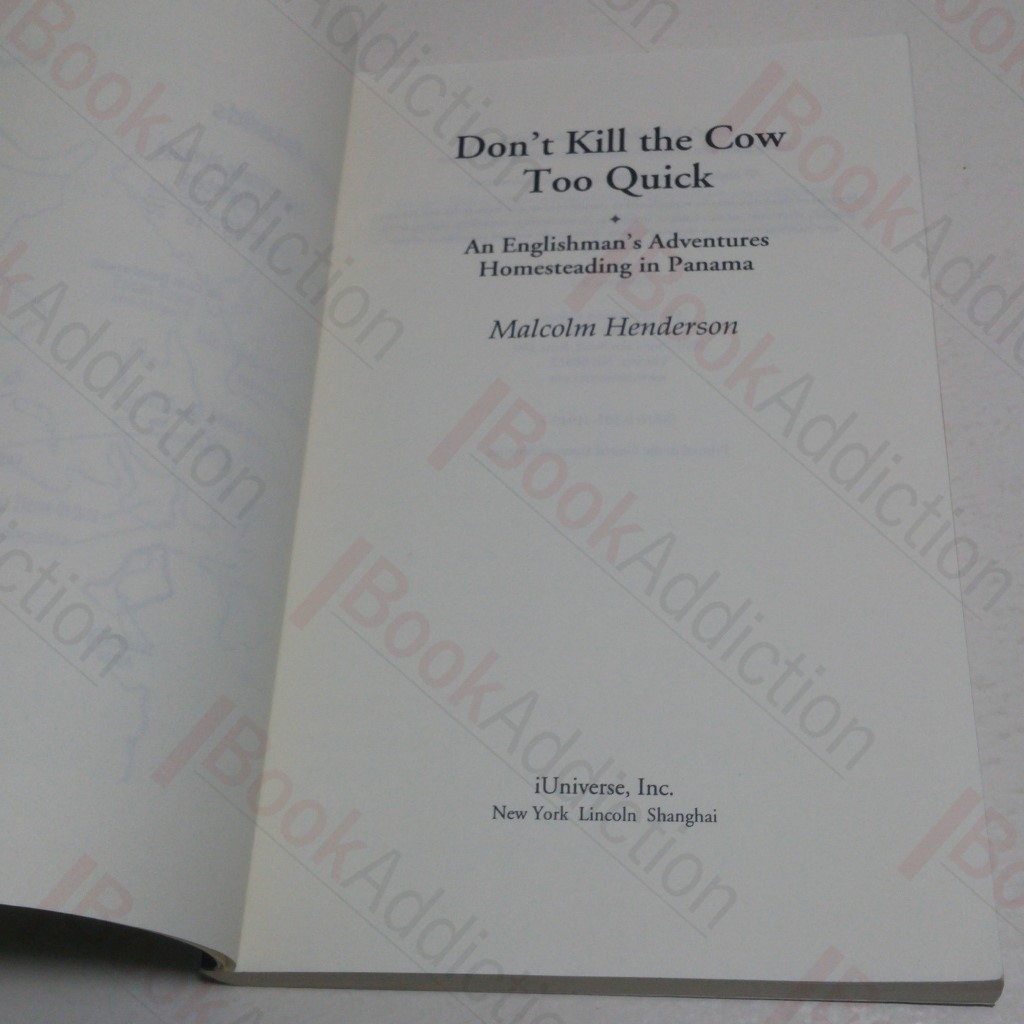 Don't Kill the Cow
Too Quick
An Englishman's Adventures
Homesteading in Panama
Malcolm Henderson
iUniverse, Inc.
New York Lincoln Shanghai
BookAddiction